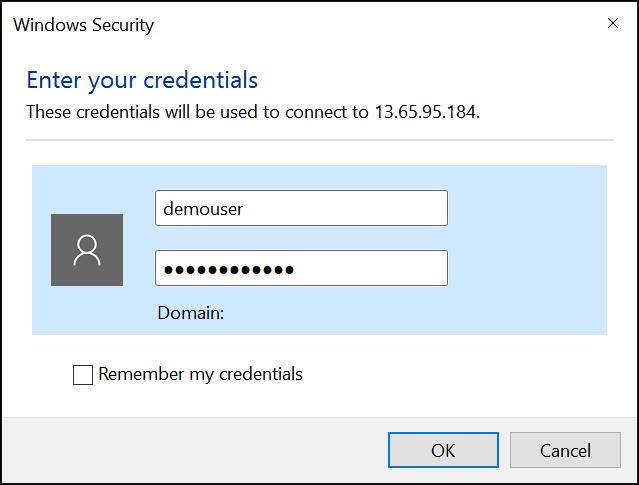 Windows Security
Enter your credentials
These credentials will be used to connect to 13.65.95.184.
demouser
●●●●●●●●●●●●
Domain:
Remember my credentials
OK
Cancel